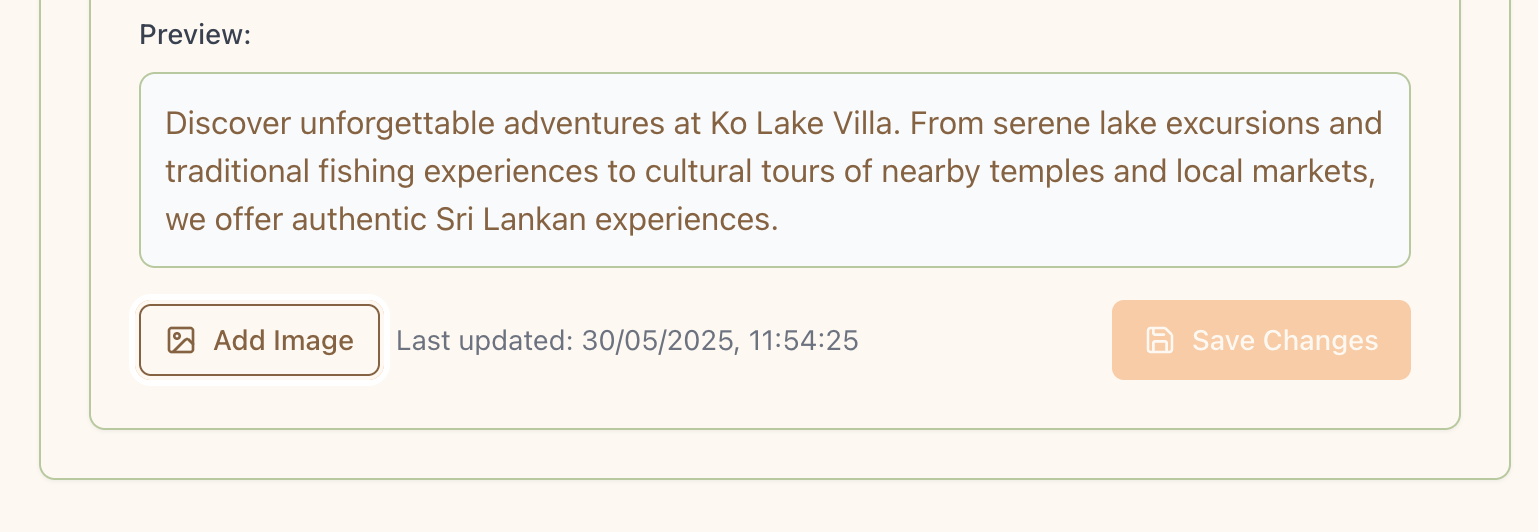 Preview:
Discover unforgettable adventures at Ko Lake Villa. From serene lake excursions and
traditional fishing experiences to cultural tours of nearby temples and local markets,
we offer authentic Sri Lankan experiences.
Add Image
Last updated: 30/05/2025, 11:54:25
Save Changes